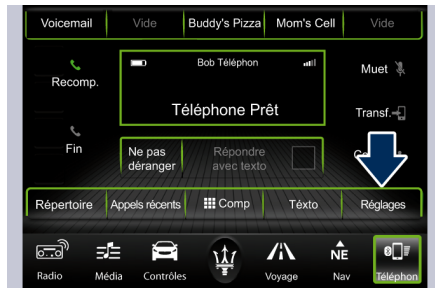 Voicemail Vide Buddy's Pizza Mom's Cell Vide
Bob Téléphon
Recomp.
Muet
Téléphone Prêt
Transf.
Fin
Ne pas
déranger
Répondre
avec texto
Répertoire Appels récents Comp Téxto Réglages
NE
Radio Média Contrôles Voyage Nav Téléphon